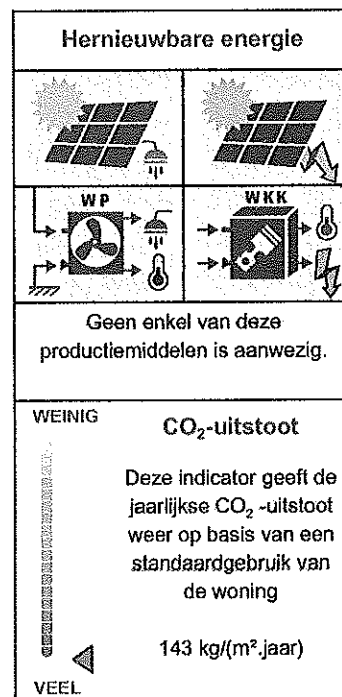 Hernieuwbare energie
WP
WKK
Geen enkel van deze
productiemiddelen is aanwezig.
WEINIG
CO₂-uitstoot
Deze indicator geeft de
jaarlijkse CO₂ -uitstoot
weer op basis van een
standaardgebruik van
de woning
143 kg/(m².jaar)
VEEL